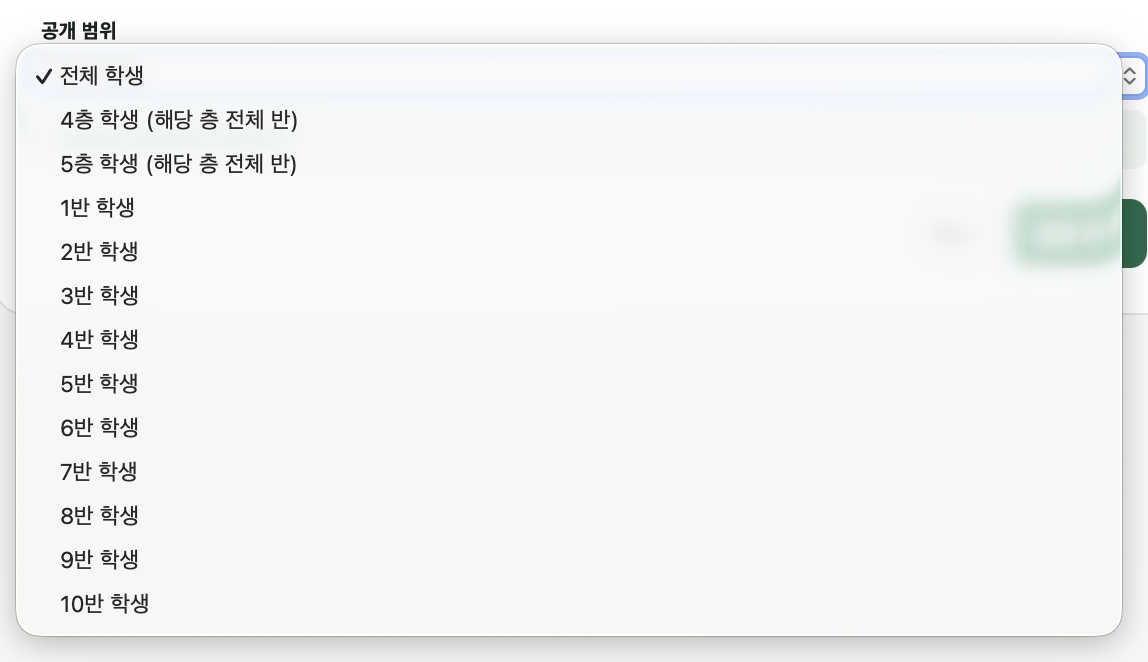 공개 범위
✓ 전체 학생
4층 학생 (해당 층 전체 반)
5층 학생 (해당 층 전체 반)
1반 학생
2반 학생
3반 학생
4반 학생
5반 학생
6반 학생
7반 학생
8반 학생
9반 학생
10반 학생